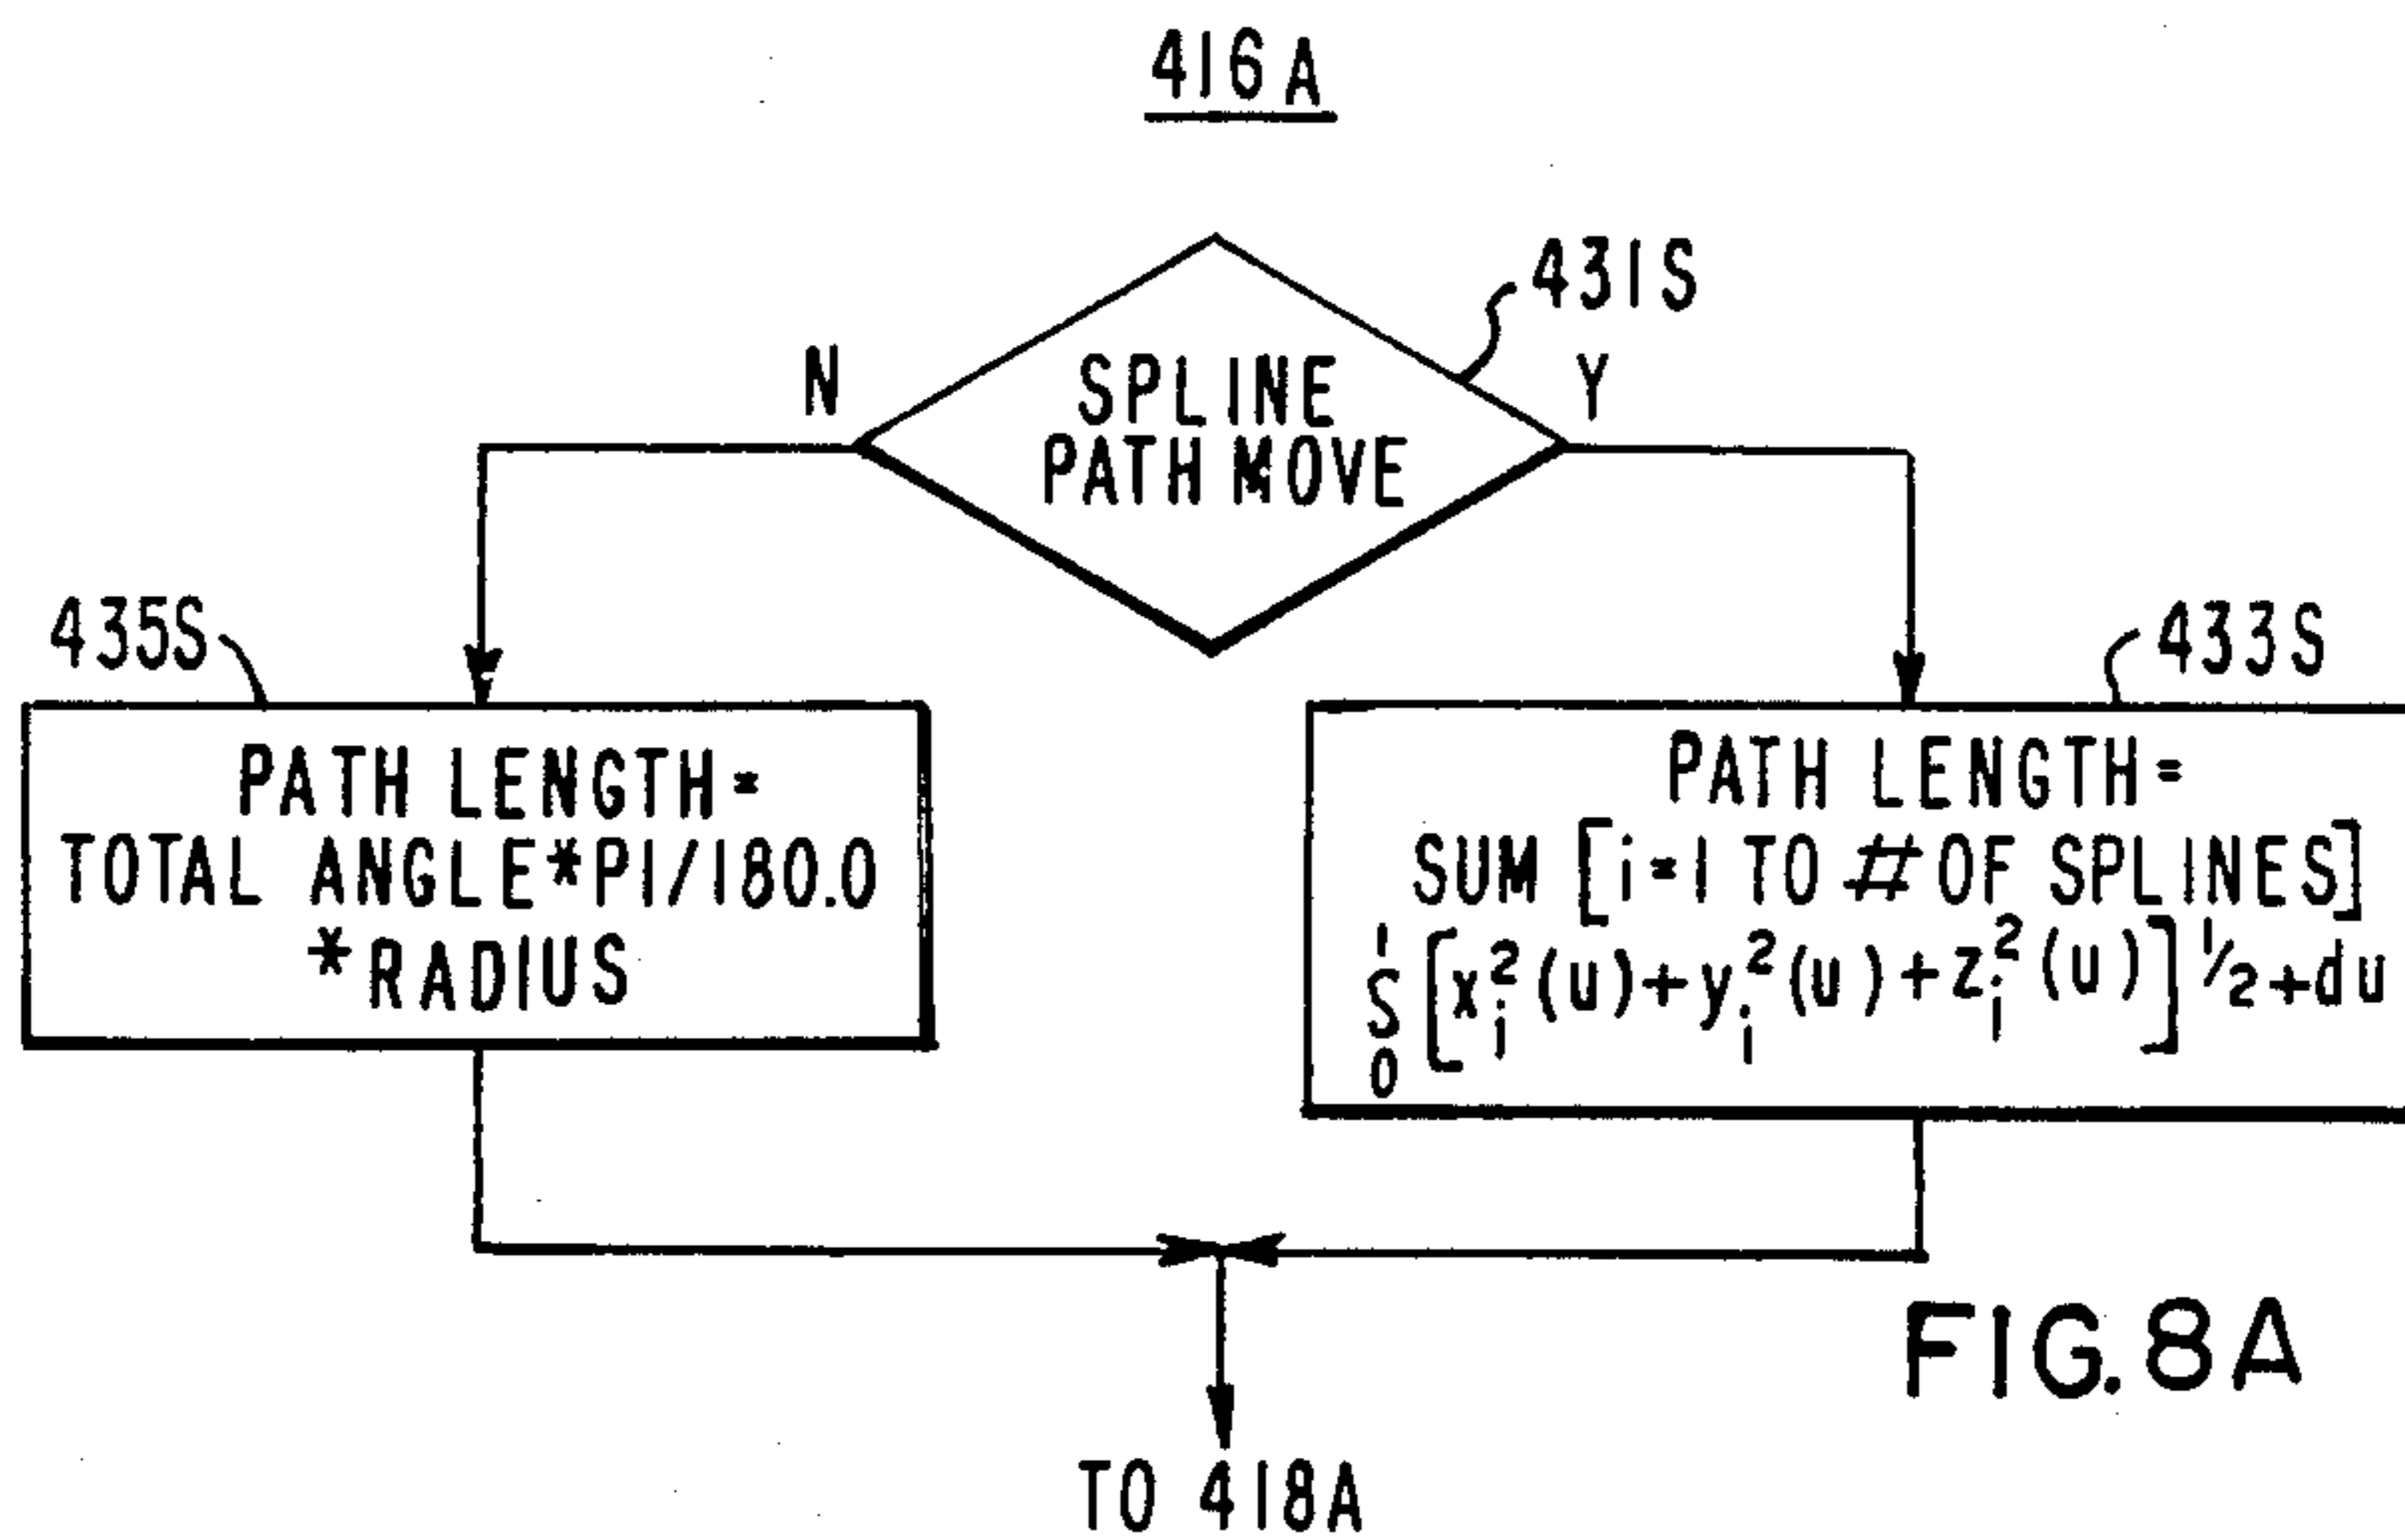 416A
431S
N
Y
SPLINE
PATH MOVE
435S
433S
PATH LENGTH=
TOTAL ANGLE*PI/180.0
*RADIUS
PATH LENGTH=
SUM [i=1 TO # OF SPLINES]
1
S [x²i(u)+y²i(u)+z²i(u)]½+du
0
FIG.8A
TO 418A